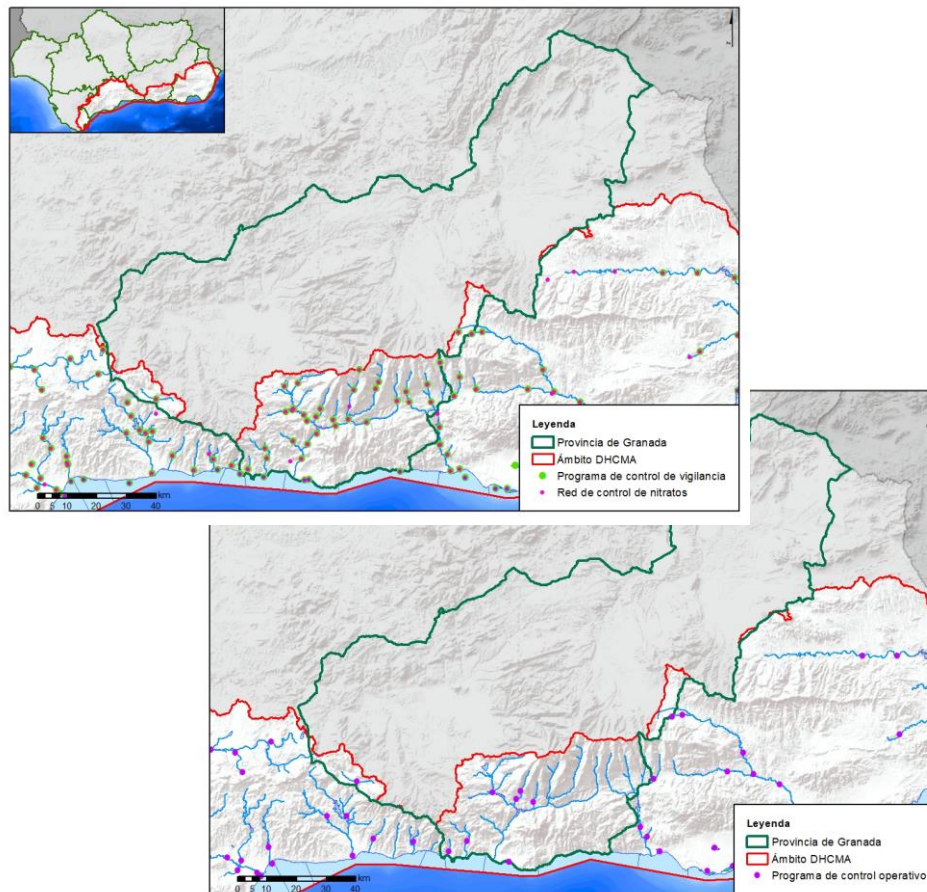 0 5 10 20 30 40 km
Leyenda
Provincia de Granada
Ámbito DHCMA
Programa de control de vigilancia
Red de control de nitratos
0 5 10 20 30 40 km
Leyenda
Provincia de Granada
Ámbito DHCMA
Programa de control operativo